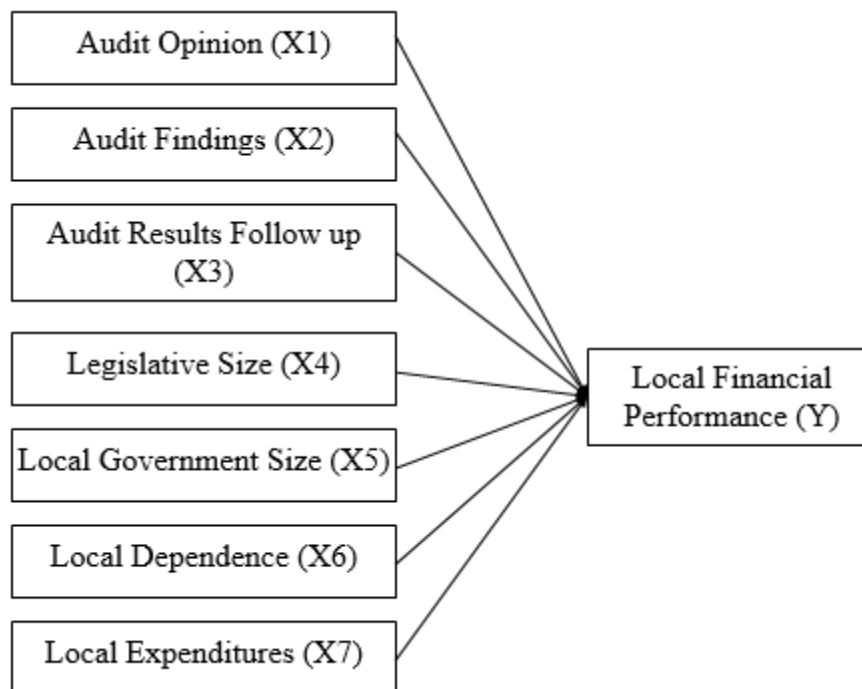 Audit Opinion (X1)
Audit Findings (X2)
Audit Results Follow up
(X3)
Legislative Size (X4)
Local Government Size (X5)
Local Dependence (X6)
Local Expenditures (X7)
Local Financial
Performance (Y)